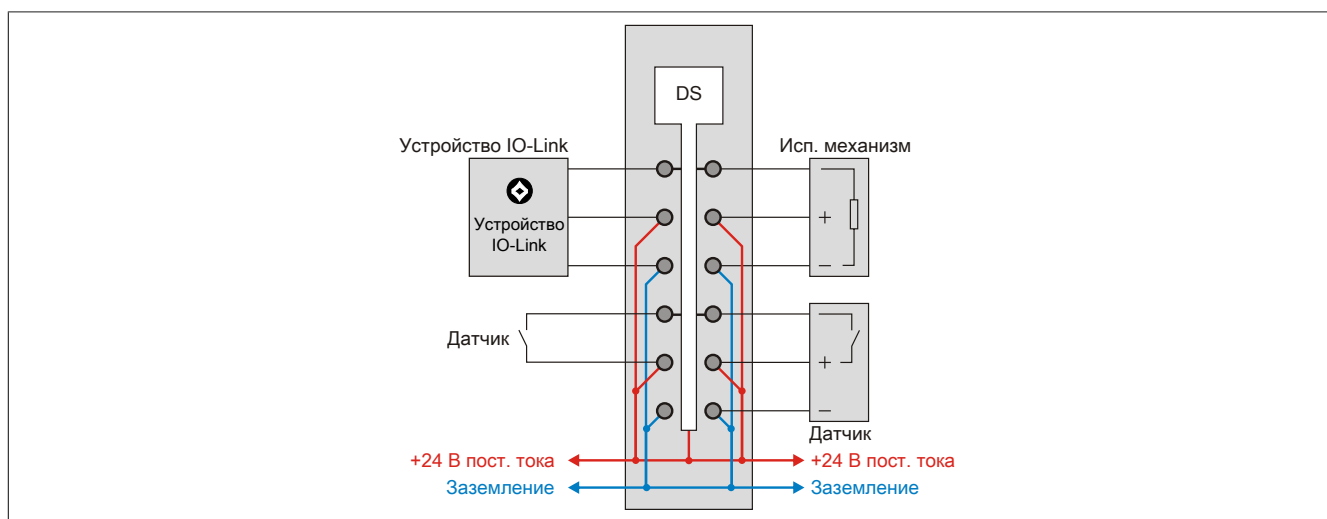 DS
Устройство IO-Link
Исп. механизм
Устройство
IO-Link
+
−
Датчик
+
−
Датчик
+24 В пост. тока
+24 В пост. тока
Заземление
Заземление